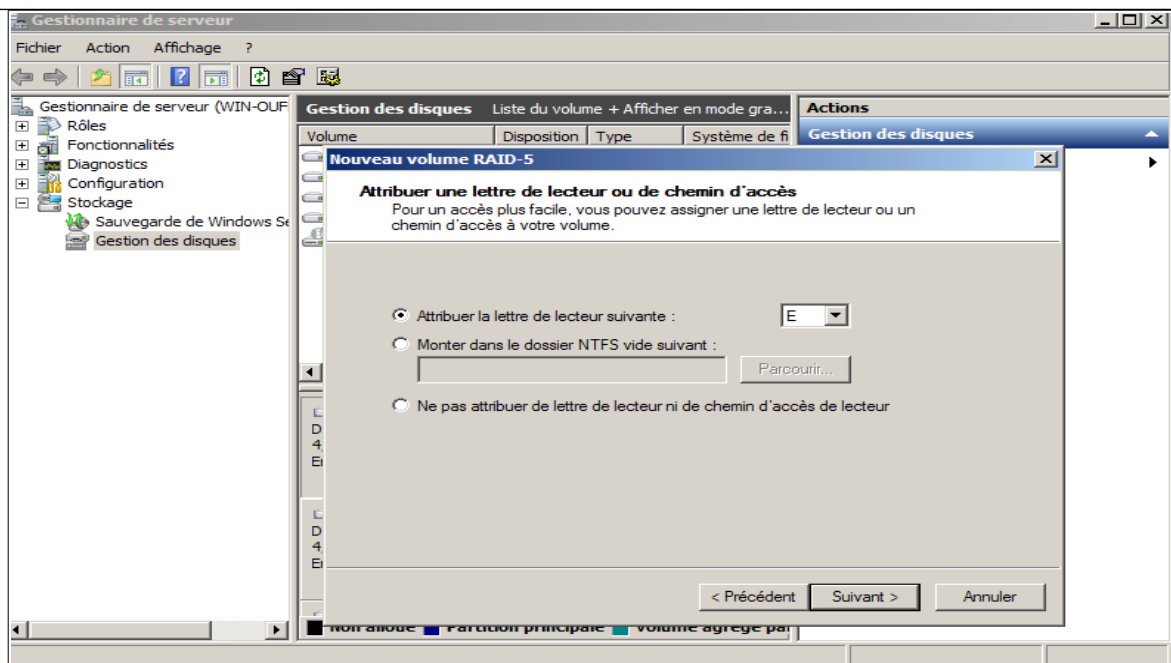 Gestionnaire de serveur
Fichier Action Affichage ?
Gestionnaire de serveur (WIN-OUF
Rôles
Fonctionnalités
Diagnostics
Configuration
Stockage
Sauvegarde de Windows Se
Gestion des disques
Gestion des disques Liste du volume + Afficher en mode gra...
Volume Disposition Type Système de fi
Actions
Gestion des disques
Nouveau volume RAID-5
Attribuer une lettre de lecteur ou de chemin d'accès
Pour un accès plus facile, vous pouvez assigner une lettre de lecteur ou un
chemin d'accès à votre volume.
Attribuer la lettre de lecteur suivante : E
Monter dans le dossier NTFS vide suivant :
Parcourir...
Ne pas attribuer de lettre de lecteur ni de chemin d'accès de lecteur
D
4,
D
4,
< Précédent Suivant > Annuler
Non alloué Partition principale Volume agrégé par